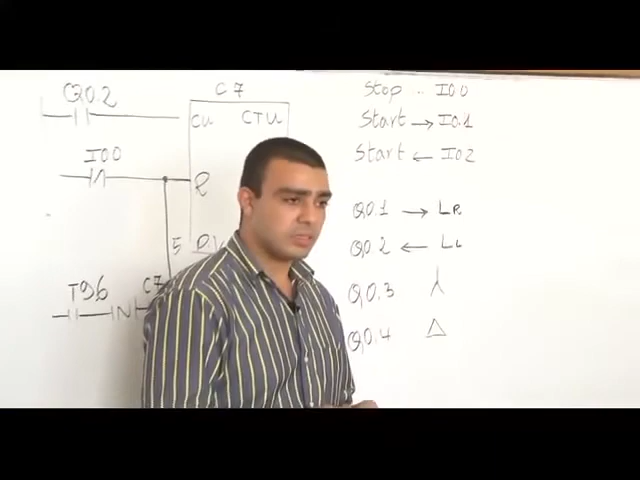 Q0.2
C7
CU CTU
I0.0
R
5 P.V
T96 N C7
Stop .. I0.0
Start → I0.1
Start ← I0.2
Q0.1 → LR
Q0.2 ← LL
Q0.3 ⅄
Q0.4 △